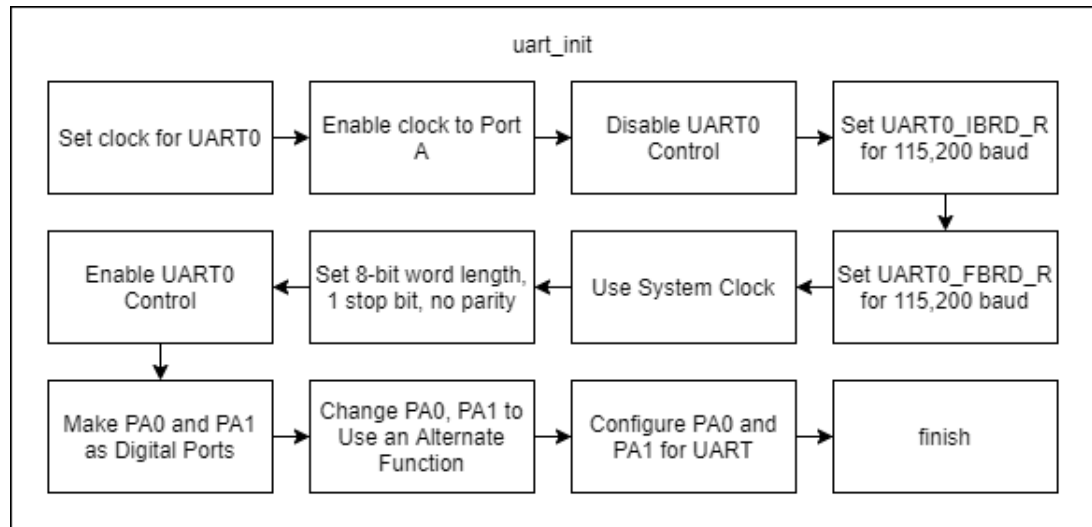 uart_init
Set clock for UART0
Enable clock to Port
A
Disable UART0
Control
Set UART0_IBRD_R
for 115,200 baud
Set UART0_FBRD_R
for 115,200 baud
Use System Clock
Set 8-bit word length,
1 stop bit, no parity
Enable UART0
Control
Make PA0 and PA1
as Digital Ports
Change PA0, PA1 to
Use an Alternate
Function
Configure PA0 and
PA1 for UART
finish